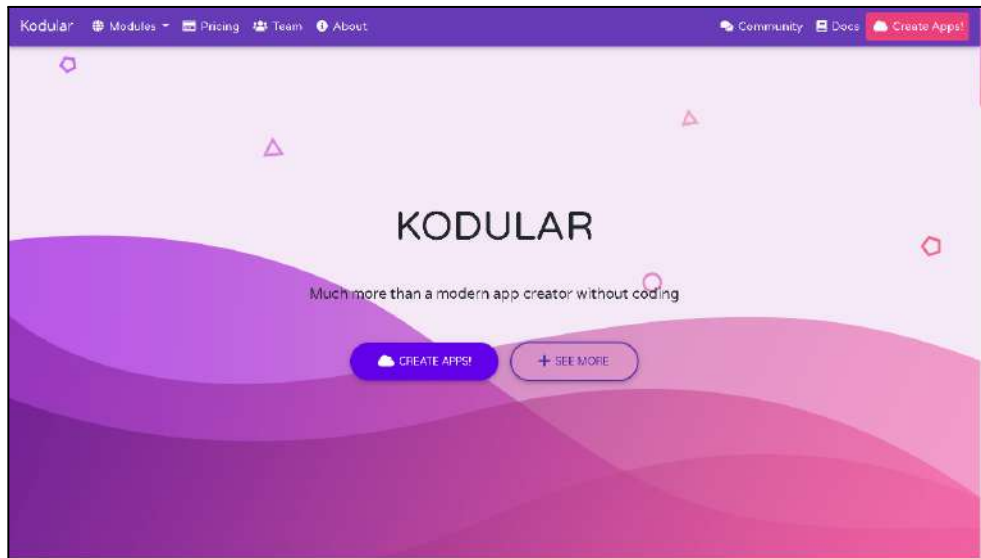 Kodular Modules Pricing Team About Community Docs Create Apps!
KODULAR
Much more than a modern app creator without coding
CREATE APPS! SEE MORE